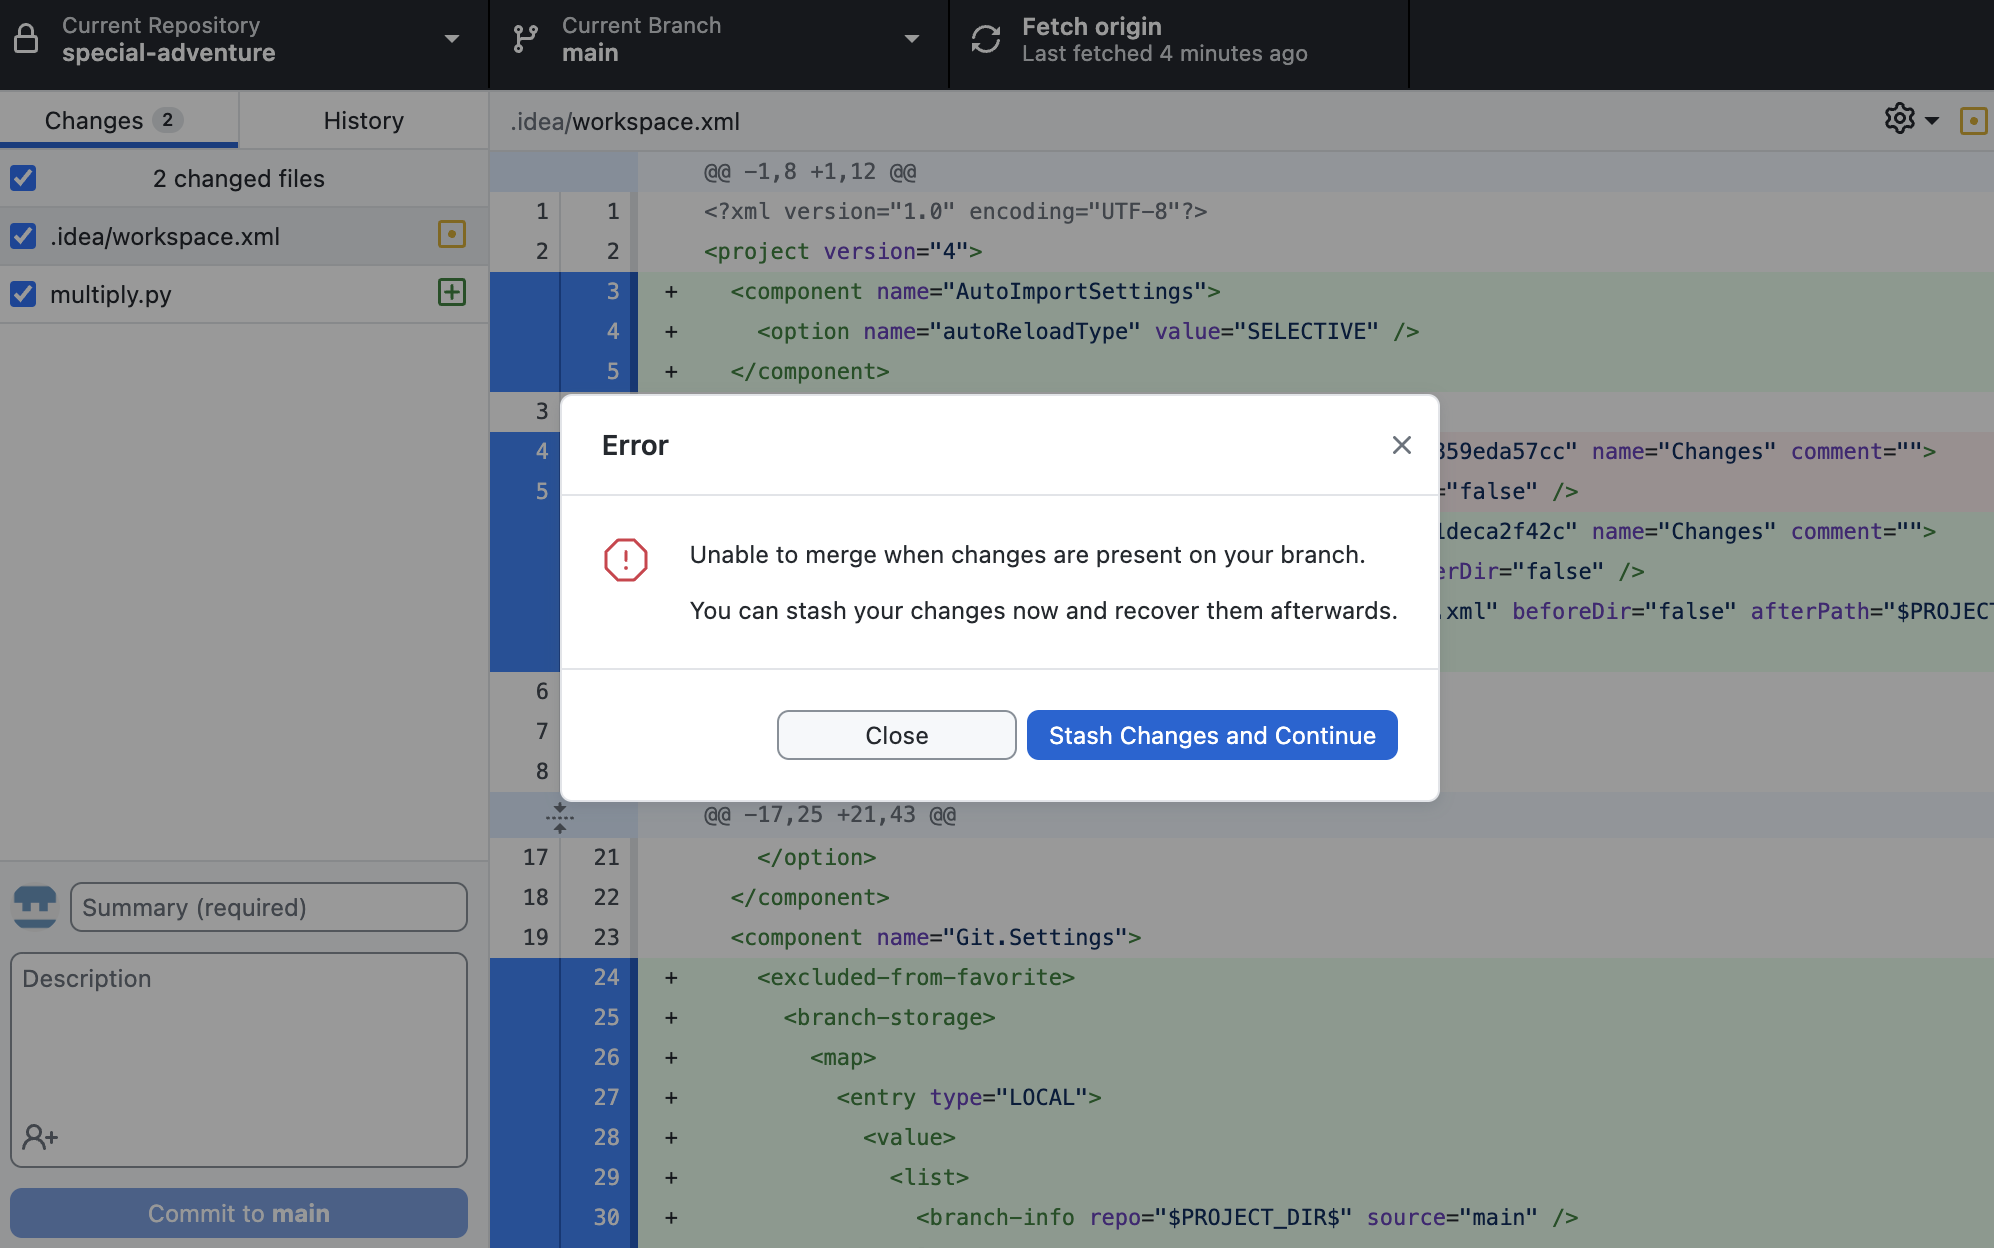 Current Repository
special-adventure
Current Branch
main
Fetch origin
Last fetched 4 minutes ago
Changes 2
History
2 changed files
.idea/workspace.xml
multiply.py
Summary (required)
Description
Commit to main
.idea/workspace.xml
@@ -1,8 +1,12 @@
1 1 <?xml version="1.0" encoding="UTF-8"?>
2 2 <project version="4">
3 + <component name="AutoImportSettings">
4 + <option name="autoReloadType" value="SELECTIVE" />
5 + </component>
3
4 859eda57cc" name="Changes" comment="">
5 ="false" />
1deca2f42c" name="Changes" comment="">
erDir="false" />
.xml" beforeDir="false" afterPath="$PROJECT
6
7
8
Error
Unable to merge when changes are present on your branch.
You can stash your changes now and recover them afterwards.
Close
Stash Changes and Continue
@@ -17,25 +21,43 @@
17 21 </option>
18 22 </component>
19 23 <component name="Git.Settings">
24 + <excluded-from-favorite>
25 + <branch-storage>
26 + <map>
27 + <entry type="LOCAL">
28 + <value>
29 + <list>
30 + <branch-info repo="$PROJECT_DIR$" source="main" />